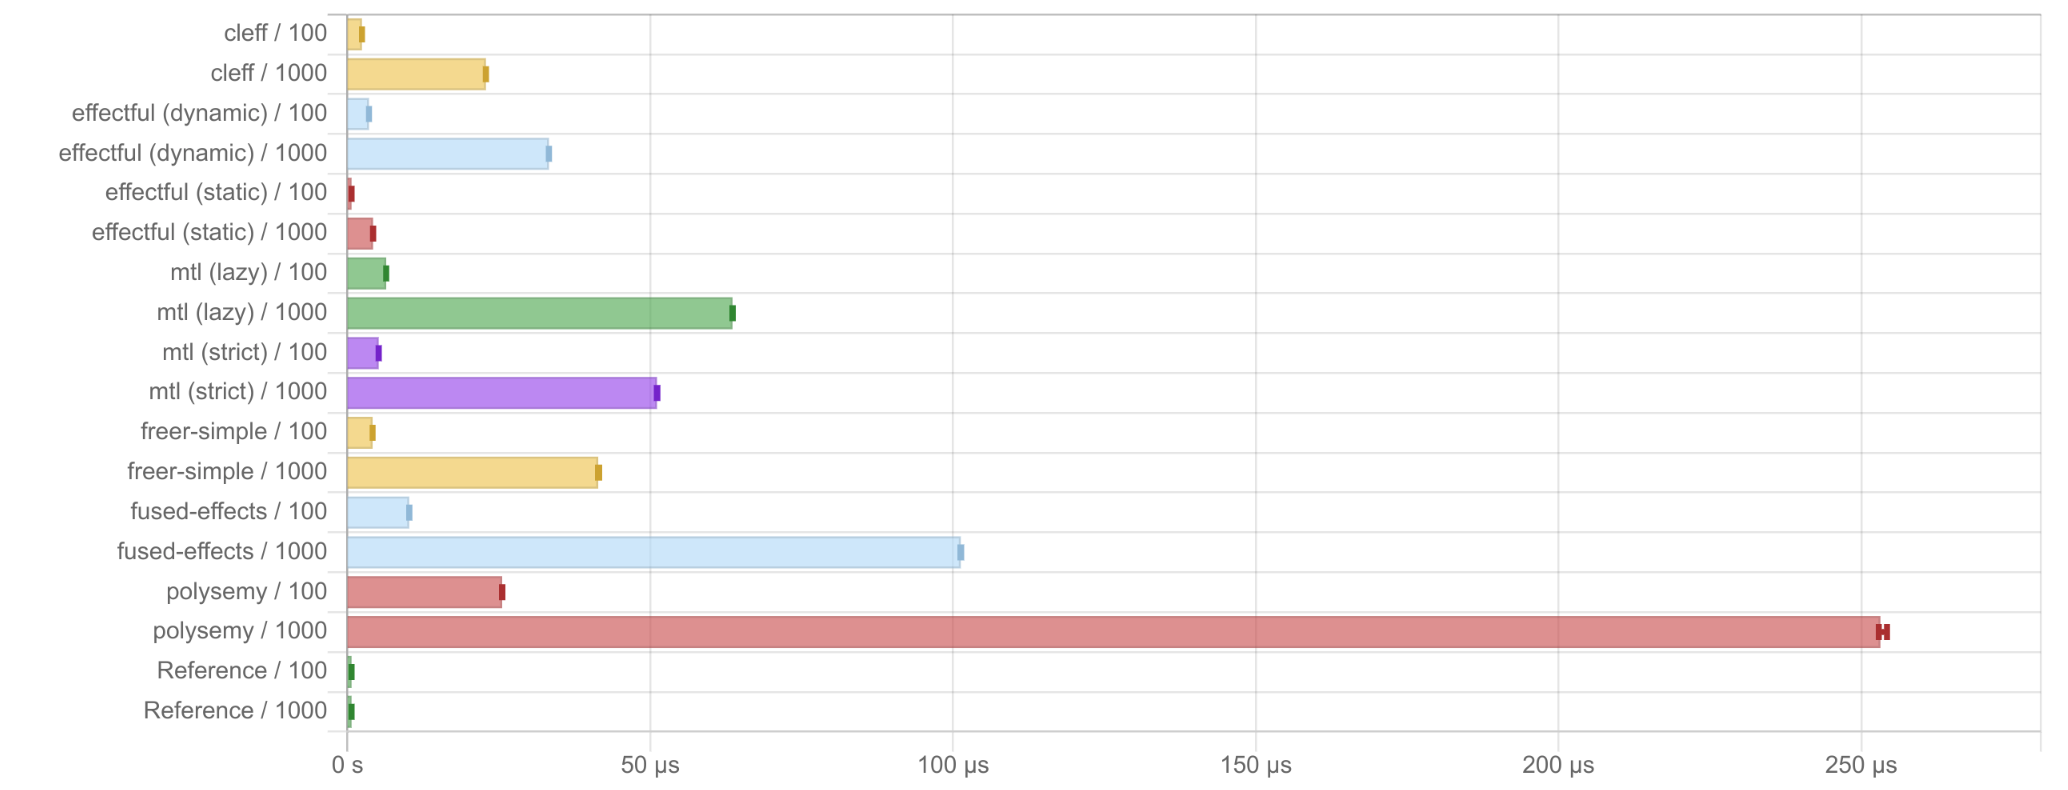 cleff / 100
cleff / 1000
effectful (dynamic) / 100
effectful (dynamic) / 1000
effectful (static) / 100
effectful (static) / 1000
mtl (lazy) / 100
mtl (lazy) / 1000
mtl (strict) / 100
mtl (strict) / 1000
freer-simple / 100
freer-simple / 1000
fused-effects / 100
fused-effects / 1000
polysemy / 100
polysemy / 1000
Reference / 100
Reference / 1000
0 s 50 μs 100 μs 150 μs 200 μs 250 μs